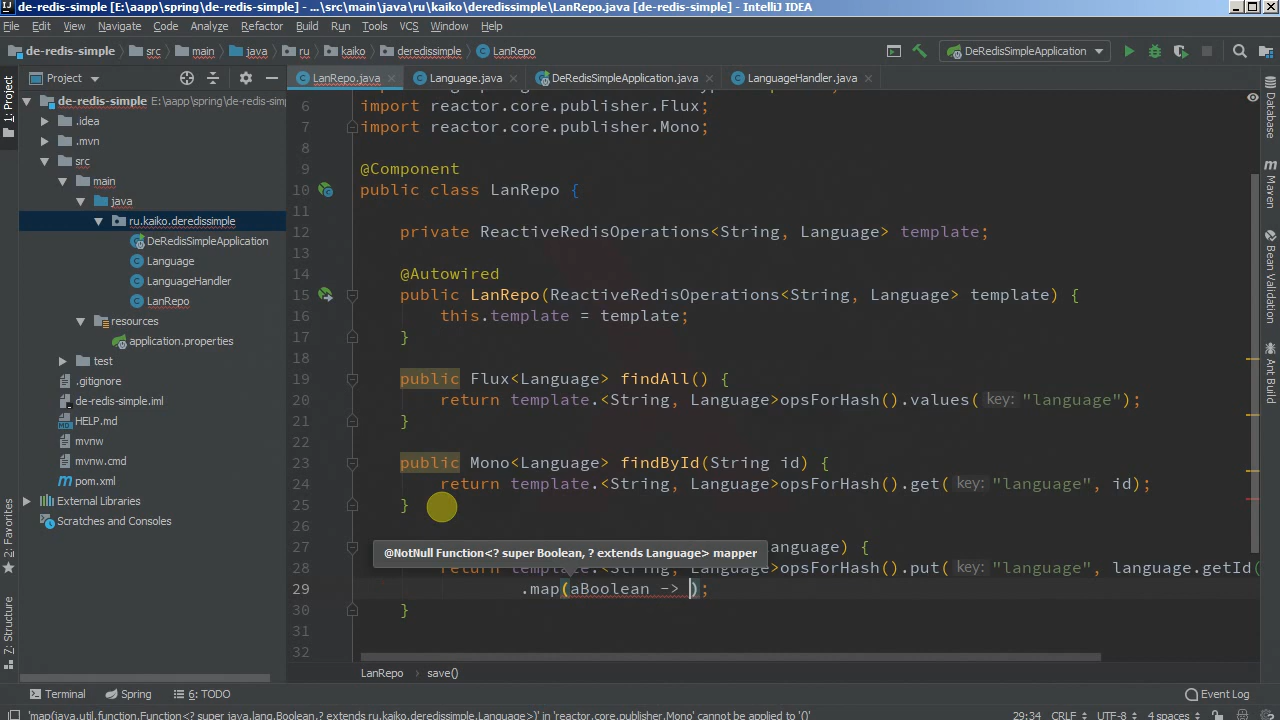 de-redis-simple [E:\aapp\spring\de-redis-simple] - ...\src\main\java\ru\kaiko\deredissimple\LanRepo.java [de-redis-simple] - IntelliJ IDEA
File Edit View Navigate Code Analyze Refactor Build Run Tools VCS Window Help
de-redis-simple src main java ru kaiko deredissimple LanRepo DeRedisSimpleApplication
Project LanRepo.java Language.java DeRedisSimpleApplication.java LanguageHandler.java
de-redis-simple E:\aapp\spring\de-redis-simp
.idea
.mvn
src
main
java
ru.kaiko.deredissimple
DeRedisSimpleApplication
Language
LanguageHandler
LanRepo
resources
application.properties
test
.gitignore
de-redis-simple.iml
HELP.md
mvnw
mvnw.cmd
pom.xml
External Libraries
Scratches and Consoles
1: Project
7: Structure
2: Favorites
6 import reactor.core.publisher.Flux;
7 import reactor.core.publisher.Mono;
8
9 @Component
10 public class LanRepo {
11
12 private ReactiveRedisOperations<String, Language> template;
13
14 @Autowired
15 public LanRepo(ReactiveRedisOperations<String, Language> template) {
16 this.template = template;
17 }
18
19 public Flux<Language> findAll() {
20 return template.<String, Language>opsForHash().values( key: "language");
21 }
22
23 public Mono<Language> findById(String id) {
24 return template.<String, Language>opsForHash().get( key: "language", id);
25 }
26
27 anguage) {
@NotNull Function<? super Boolean, ? extends Language> mapper
28 return template.<String, Language>opsForHash().put( key: "language", language.getId(
29 .map(aBoolean -> );
30 }
31
32
LanRepo save()
Database
Maven
Bean Validation
Ant Build
Terminal Spring 6: TODO Event Log
'map(java.util.function.Function<? super java.lang.Boolean,? extends ru.kaiko.deredissimple.Language>)' in 'reactor.core.publisher.Mono' cannot be applied to '()' 29:34 CRLF UTF-8 4 spaces